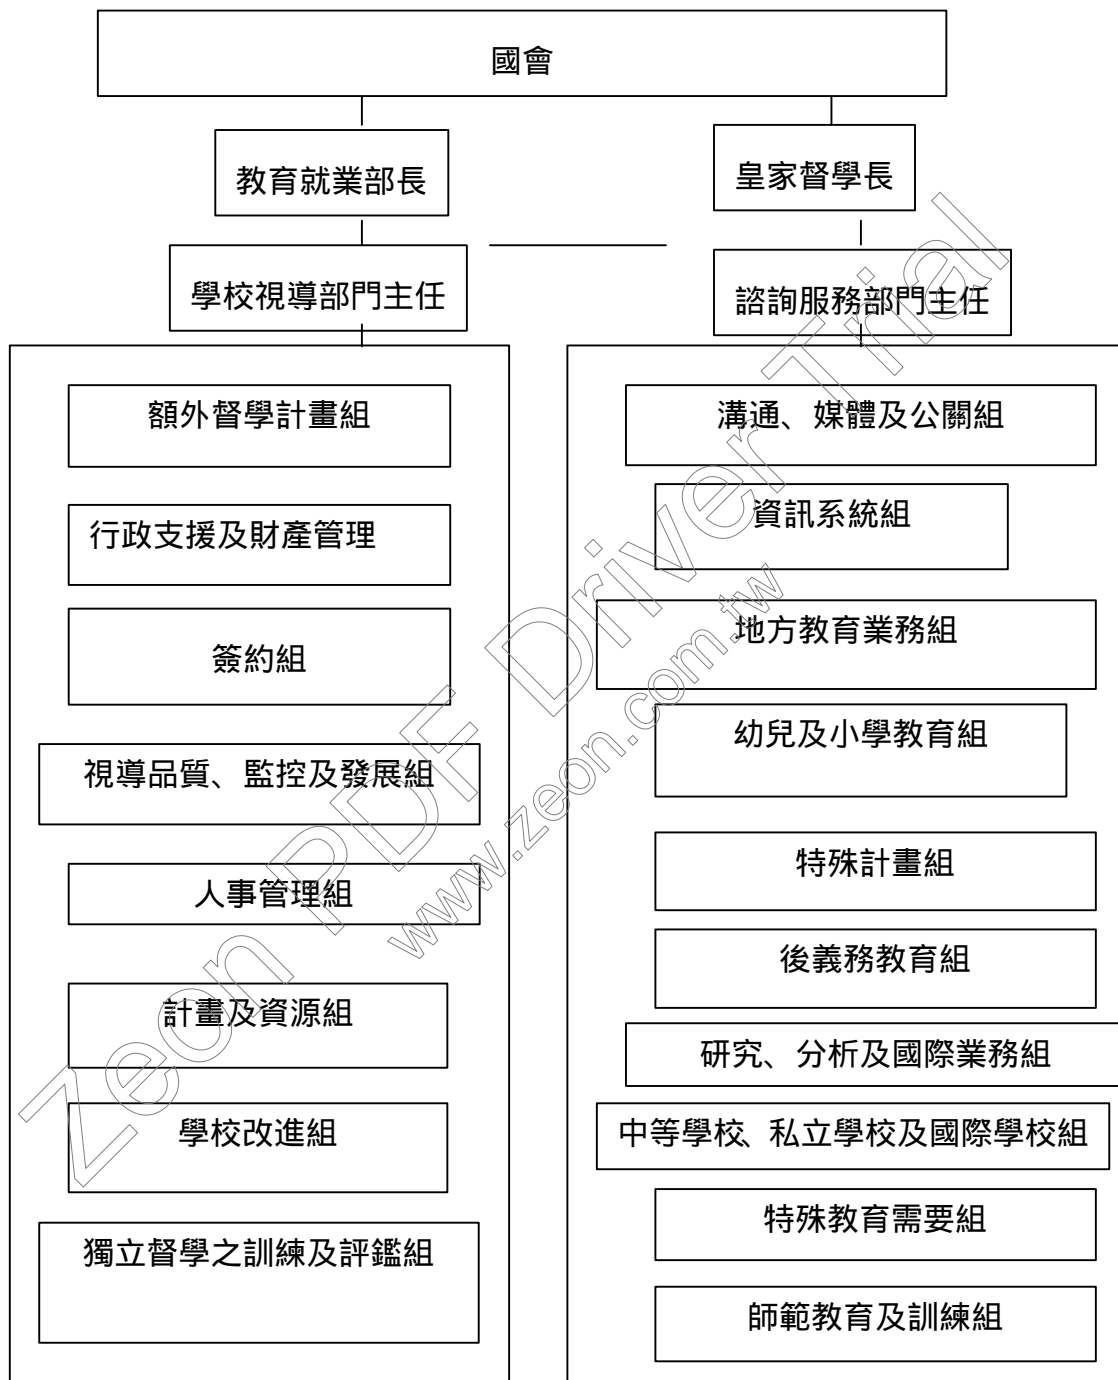 國會
教育就業部長
皇家督學長
學校視導部門主任
諮詢服務部門主任
額外督學計畫組
行政支援及財產管理
簽約組
視導品質、監控及發展組
人事管理組
計畫及資源組
學校改進組
獨立督學之訓練及評鑑組
溝通、媒體及公關組
資訊系統組
地方教育業務組
幼兒及小學教育組
特殊計畫組
後義務教育組
研究、分析及國際業務組
中等學校、私立學校及國際學校組
特殊教育需要組
師範教育及訓練組
Zeon PDF Driver Trial
www.zeon.com.tw